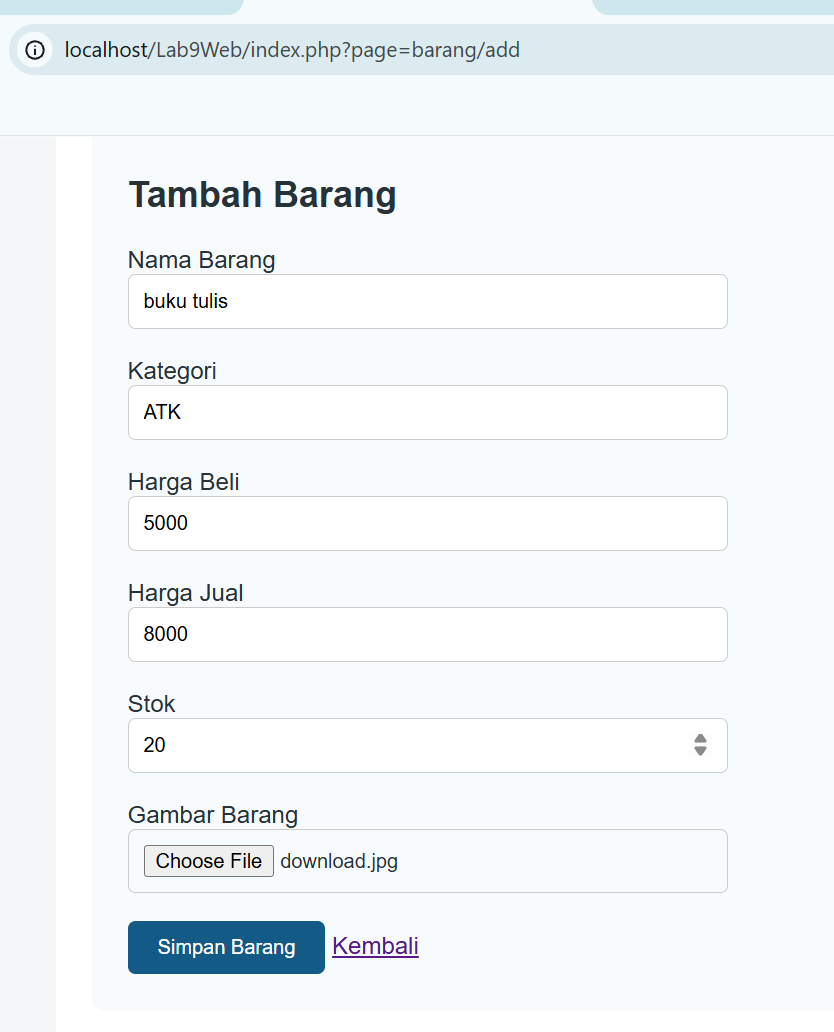 localhost/Lab9Web/index.php?page=barang/add
Tambah Barang
Nama Barang
buku tulis
Kategori
ATK
Harga Beli
5000
Harga Jual
8000
Stok
20
Gambar Barang
Choose File download.jpg
Simpan Barang Kembali